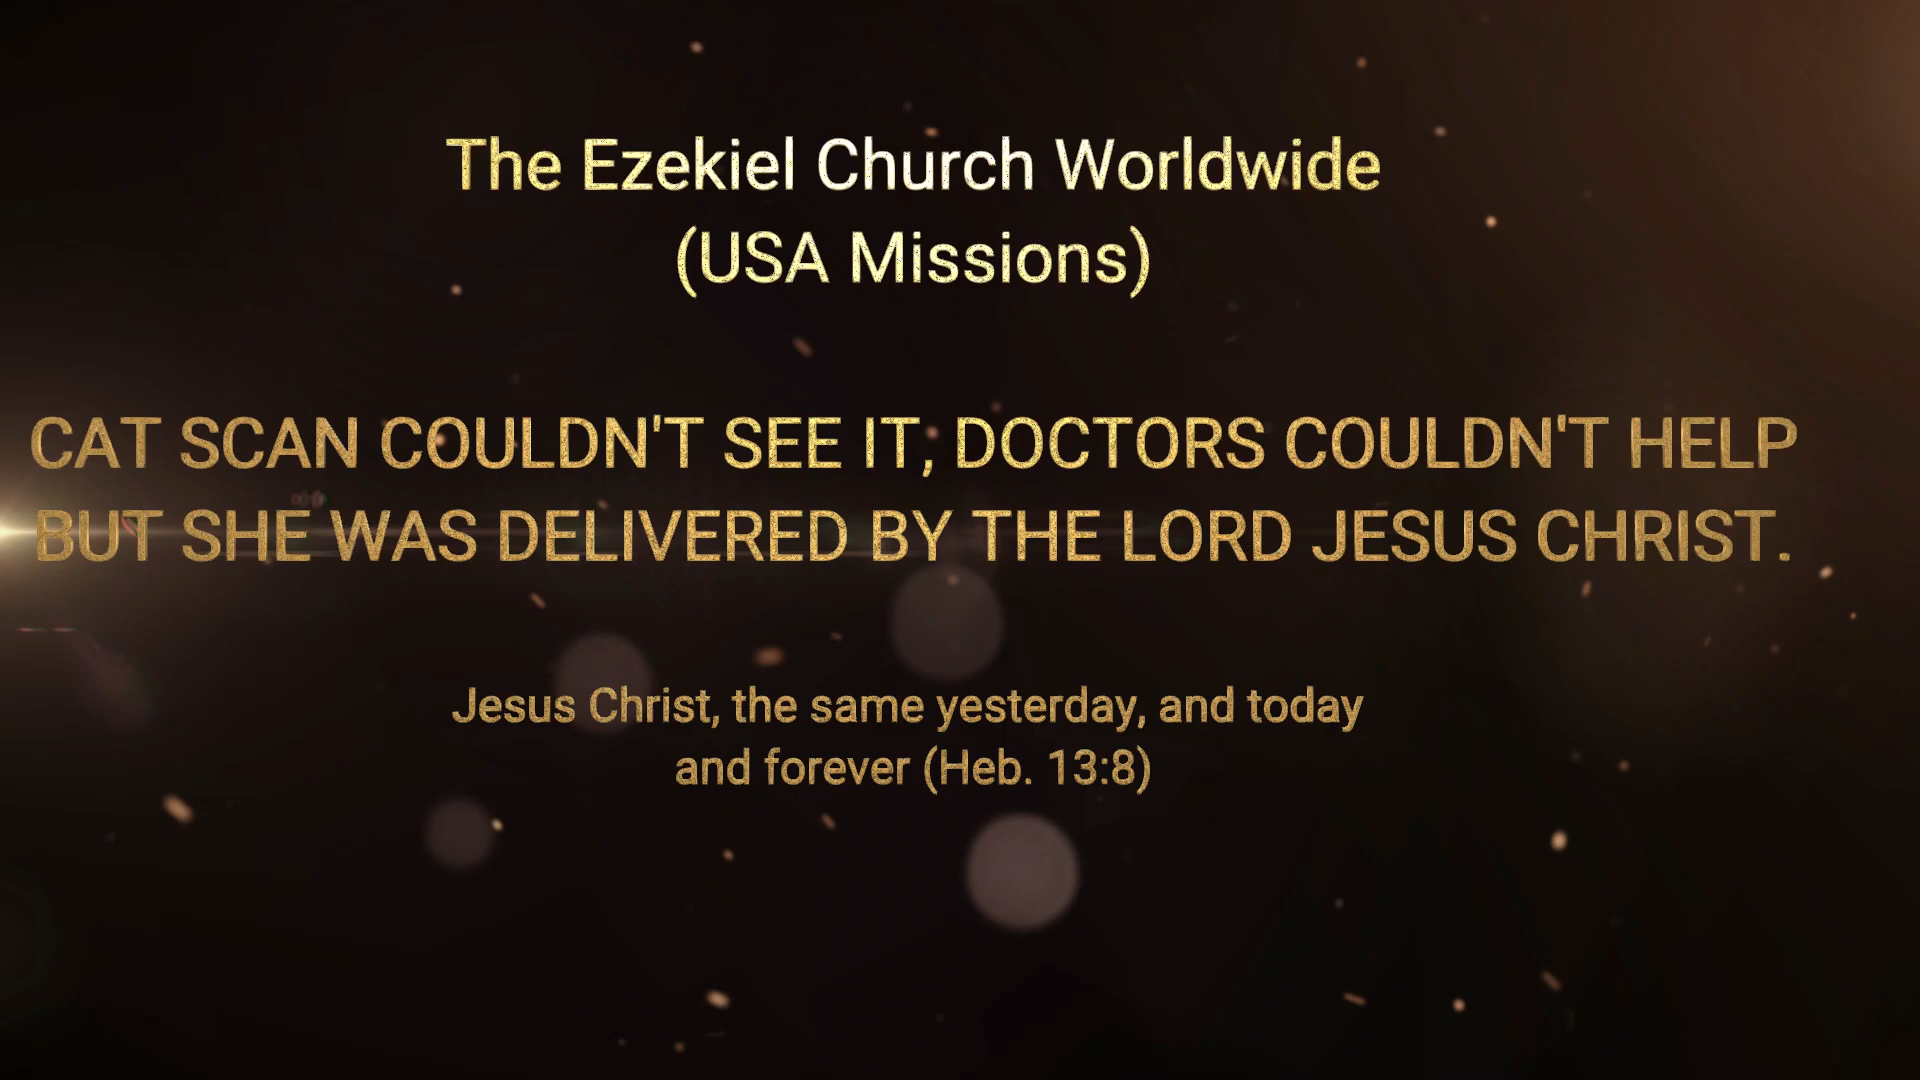 The Ezekiel Church Worldwide
(USA Missions)
CAT SCAN COULDN'T SEE IT, DOCTORS COULDN'T HELP
BUT SHE WAS DELIVERED BY THE LORD JESUS CHRIST.
Jesus Christ, the same yesterday, and today
and forever (Heb. 13:8)